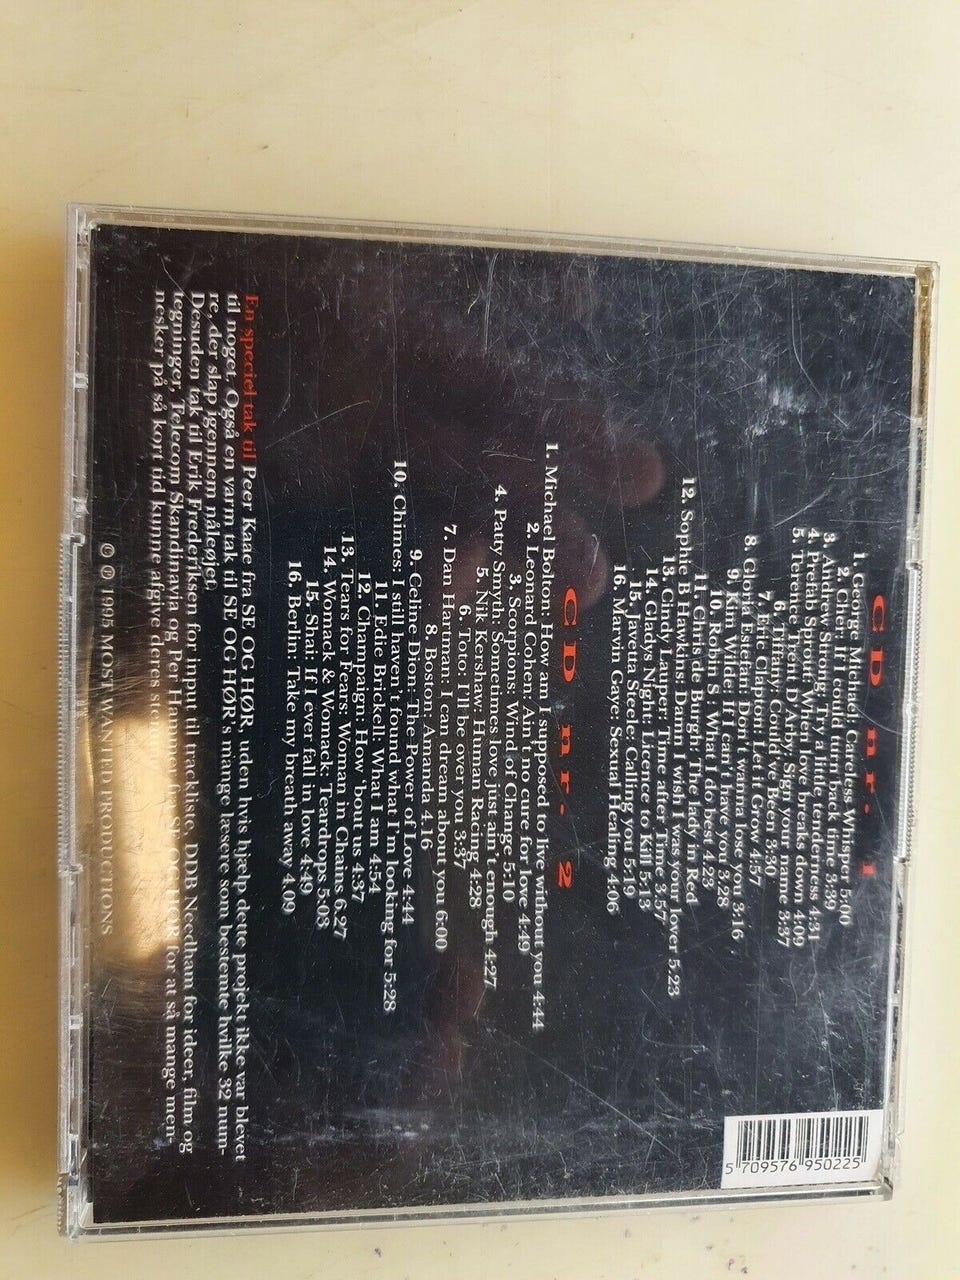 CD nr. 1
1. George Michael: Careless Whisper 5:00
2. Cher: If I could turn back time 3:39
3. Andrew Strong: Try a little tenderness 4:31
4. Prefab Sprout: When love breaks down 4:09
5. Terence Trent D'Arby: Sign your name 3:37
6. Tiffany: Could've Been 3:30
7. Eric Clapton: Let it Grow 4:57
8. Gloria Estefan: Don't wanna lose you 3:16
9. Kim Wilde: If I can't have you 3:28
10. Robin S What I do best 4:23
11. Chris de Burgh: The lady in Red
12. Sophie B Hawkins: Damn I wish I was your lover 5:23
13. Cindy Lauper: Time after Time 3:57
14. Gladys Night: License to Kill 5:13
15. Javetta Steele: Calling you 5:19
16. Marwin Gaye: Sexual Healing 4:06
CD nr. 2
1. Michael Bolton: How am I supposed to live without you 4:44
2. Leonard Cohen: Ain't no cure for love 4:49
3. Scorpions: Wind of Change 5:10
4. Patty Smyth: Sometimes love just ain't enough 4:27
5. Nik Kershaw: Human Racing 4:28
6. Toto: I'll be over you 3:37
7. Dan Hartman: I can dream about you 6:00
8 Boston: Amanda 4.16
9. Celine Dion: The Power of Love 4:44
10. Chimes: I still haven't found what I'm looking for 5:28
11. Edie Brickell: What I am 4:54
12. Champaign: How 'bout us 4:37
13. Tears for Fears: Woman in Chains 6.27
14. Womack & Womack: Teardrops 5:03
15. Sinai: If I ever fall in love 4:49
16. Berlin: Take my breath away 4.09
En speciel tak til Peer Kaae fra SE OG HØR, uden hvis hjælp dette projekt ikke var blevet
til noget. Også en varm tak til SE OG HØR's mange læsere som bestemte hvilke 32 num-
re, der slap igennem nåleøjet.
Desuden tak til Erik Frederiksen for input til trackliste, DDB Needham for ideer, film og
tegninger, Telecom Skandinavia og Per Hammer fra SE OG HØR for at så mange men-
nesker på så kort tid kunne afgive deres
© ℗ 1995 MOST WANTED PRODUCTIONS
5 709576 950225